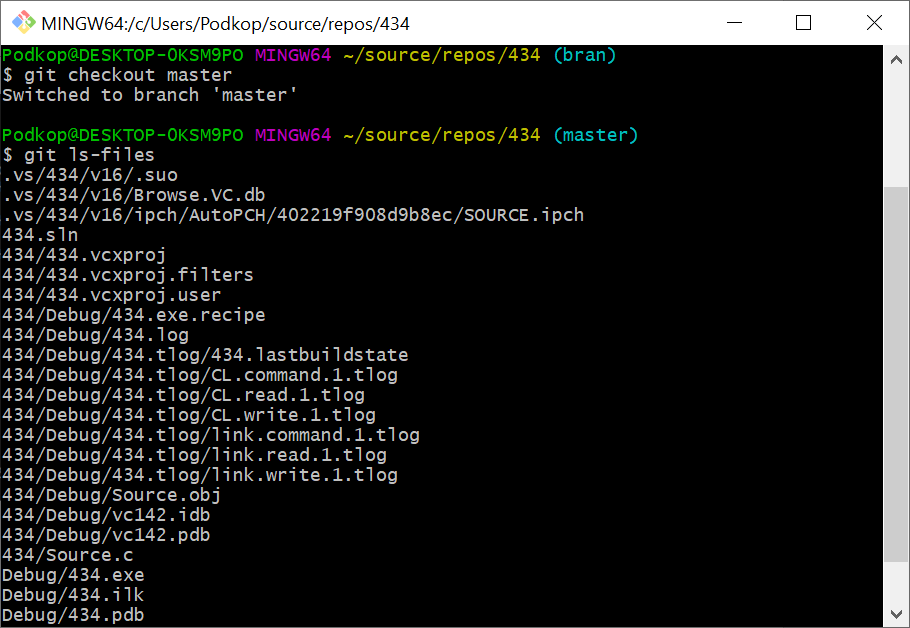 MINGW64:/c/Users/Podkop/source/repos/434
Podkop@DESKTOP-OKSM9PO MINGW64 ~/source/repos/434 (bran)
$ git checkout master
Switched to branch 'master'
Podkop@DESKTOP-OKSM9PO MINGW64 ~/source/repos/434 (master)
$ git ls-files
.vs/434/v16/.suo
.vs/434/v16/Browse.VC.db
.vs/434/v16/ipch/AutoPCH/402219f908d9b8ec/SOURCE.ipch
434.sln
434/434.vcxproj
434/434.vcxproj.filters
434/434.vcxproj.user
434/Debug/434.exe.recipe
434/Debug/434.log
434/Debug/434.tlog/434.lastbuildstate
434/Debug/434.tlog/CL.command.1.tlog
434/Debug/434.tlog/CL.read.1.tlog
434/Debug/434.tlog/CL.write.1.tlog
434/Debug/434.tlog/link.command.1.tlog
434/Debug/434.tlog/link.read.1.tlog
434/Debug/434.tlog/link.write.1.tlog
434/Debug/Source.obj
434/Debug/vc142.idb
434/Debug/vc142.pdb
434/Source.c
Debug/434.exe
Debug/434.ilk
Debug/434.pdb